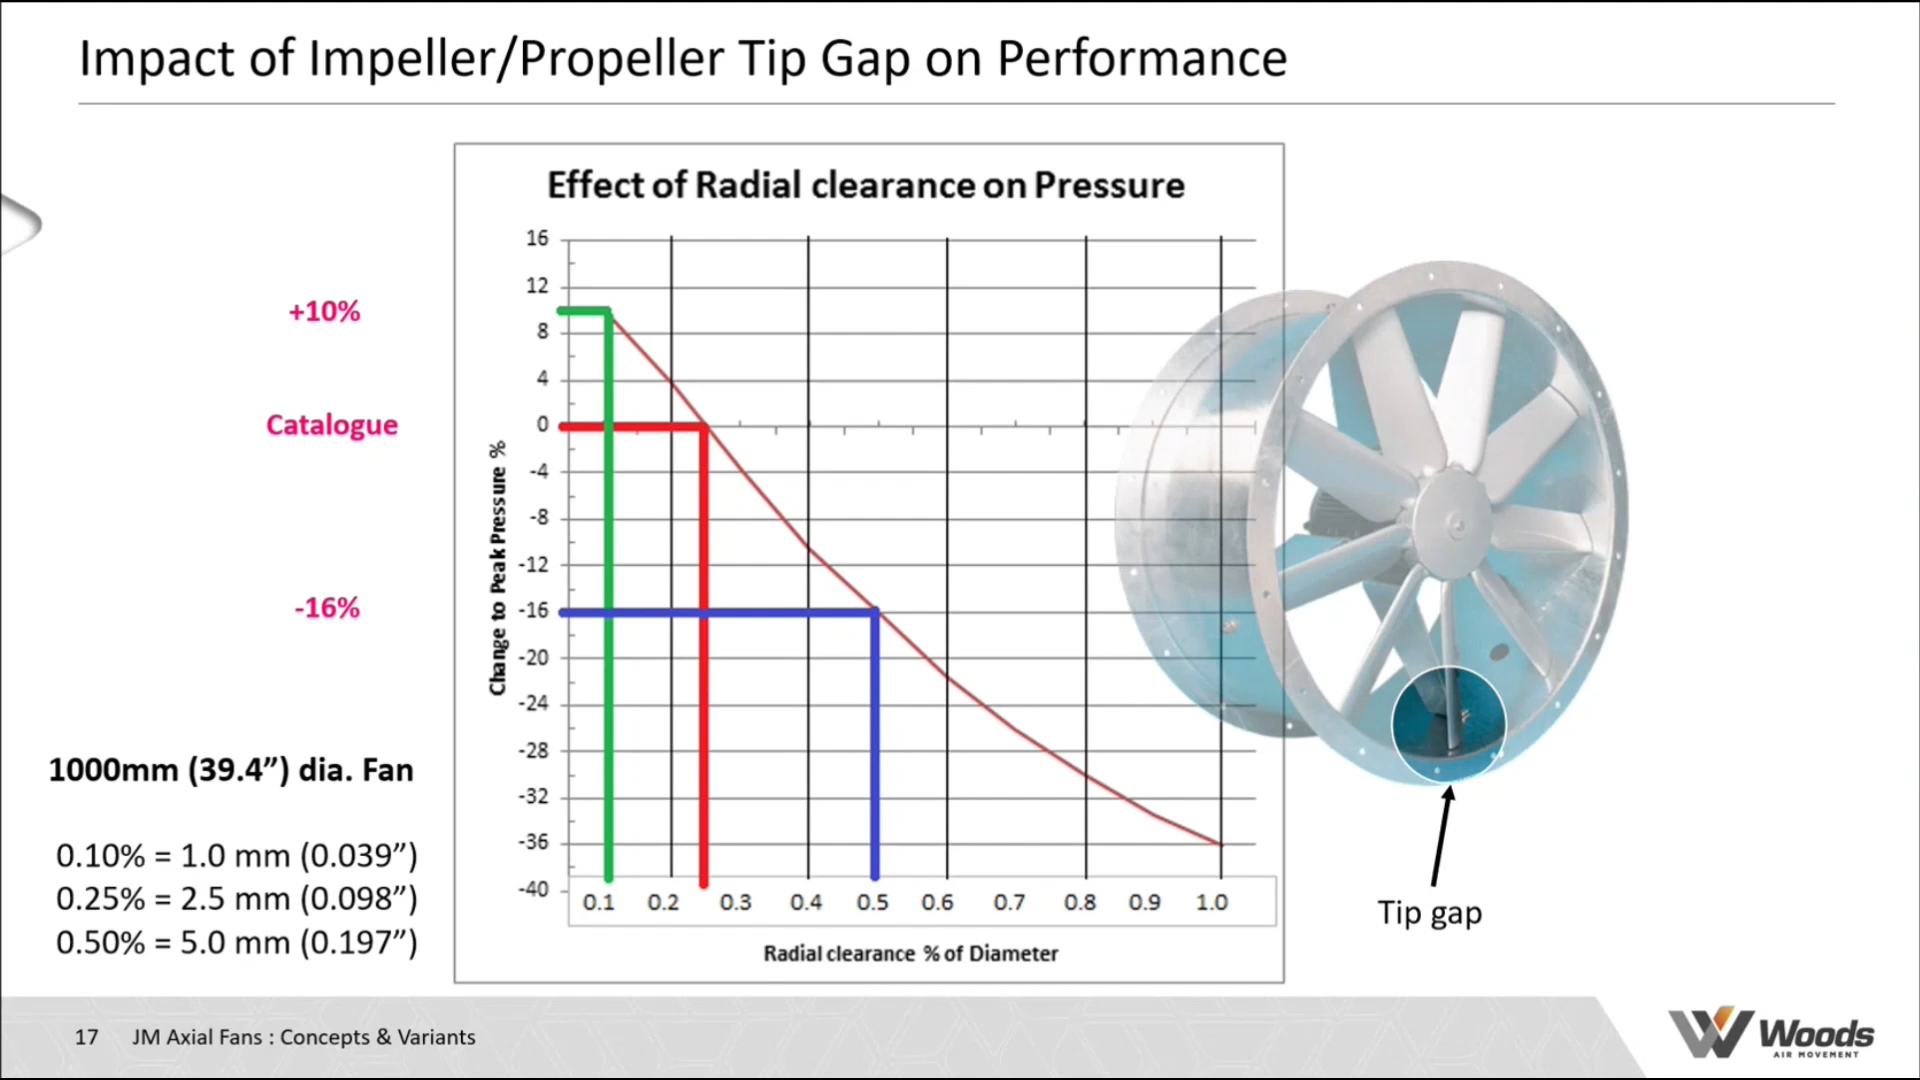 Impact of Impeller/Propeller Tip Gap on Performance
Effect of Radial clearance on Pressure
16
12
+10%
8
4
Catalogue
0
-4
-8
-12
-16%
-16
-20
-24
-28
-32
-36
-40
Change to Peak Pressure %
0.1 0.2 0.3 0.4 0.5 0.6 0.7 0.8 0.9 1.0
Radial clearance % of Diameter
1000mm (39.4”) dia. Fan
0.10% = 1.0 mm (0.039”)
0.25% = 2.5 mm (0.098”)
0.50% = 5.0 mm (0.197”)
Tip gap
17 JM Axial Fans : Concepts & Variants
Woods
AIR MOVEMENT